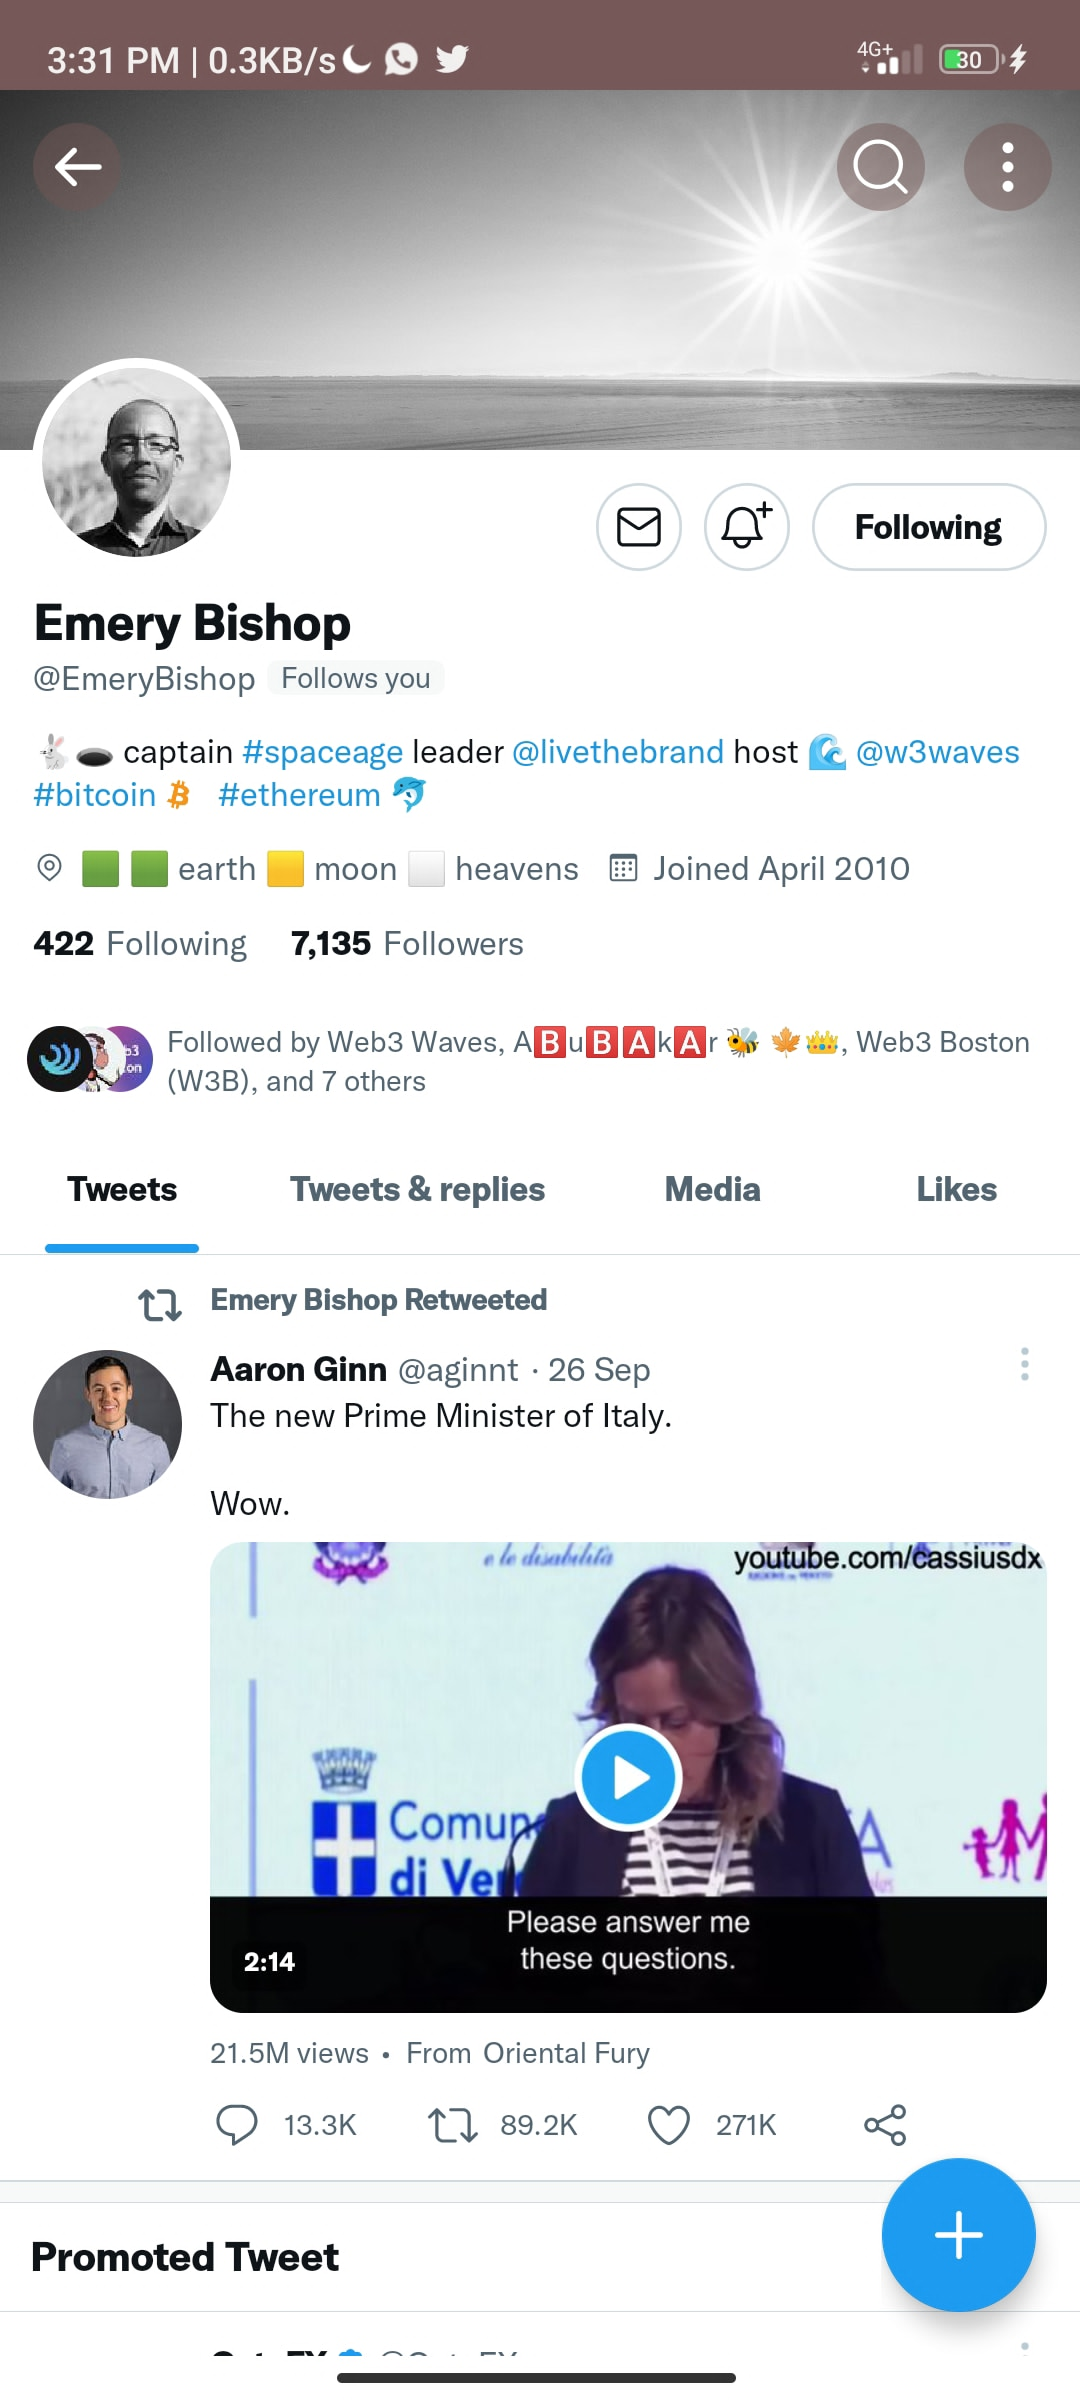 3:31 PM | 0.3KB/s
4G+
30
Following
Emery Bishop
@EmeryBishop Follows you
🐇🕳️ captain #spaceage leader @livethebrand host 🌊 @w3waves
#bitcoin #ethereum 🐬
🟩 🟩 earth 🟨 moon ⬜ heavens Joined April 2010
422 Following 7,135 Followers
Followed by Web3 Waves, A🅱️u🅱️🅰️k🅰️r 🐝 🍁👑, Web3 Boston
(W3B), and 7 others
Tweets Tweets & replies Media Likes
Emery Bishop Retweeted
Aaron Ginn @aginnt · 26 Sep
The new Prime Minister of Italy.
Wow.
e le disabilità
youtube.com/cassiusdx
Comun
di Ver
Please answer me
these questions.
2:14
21.5M views • From Oriental Fury
13.3K 89.2K 271K
Promoted Tweet